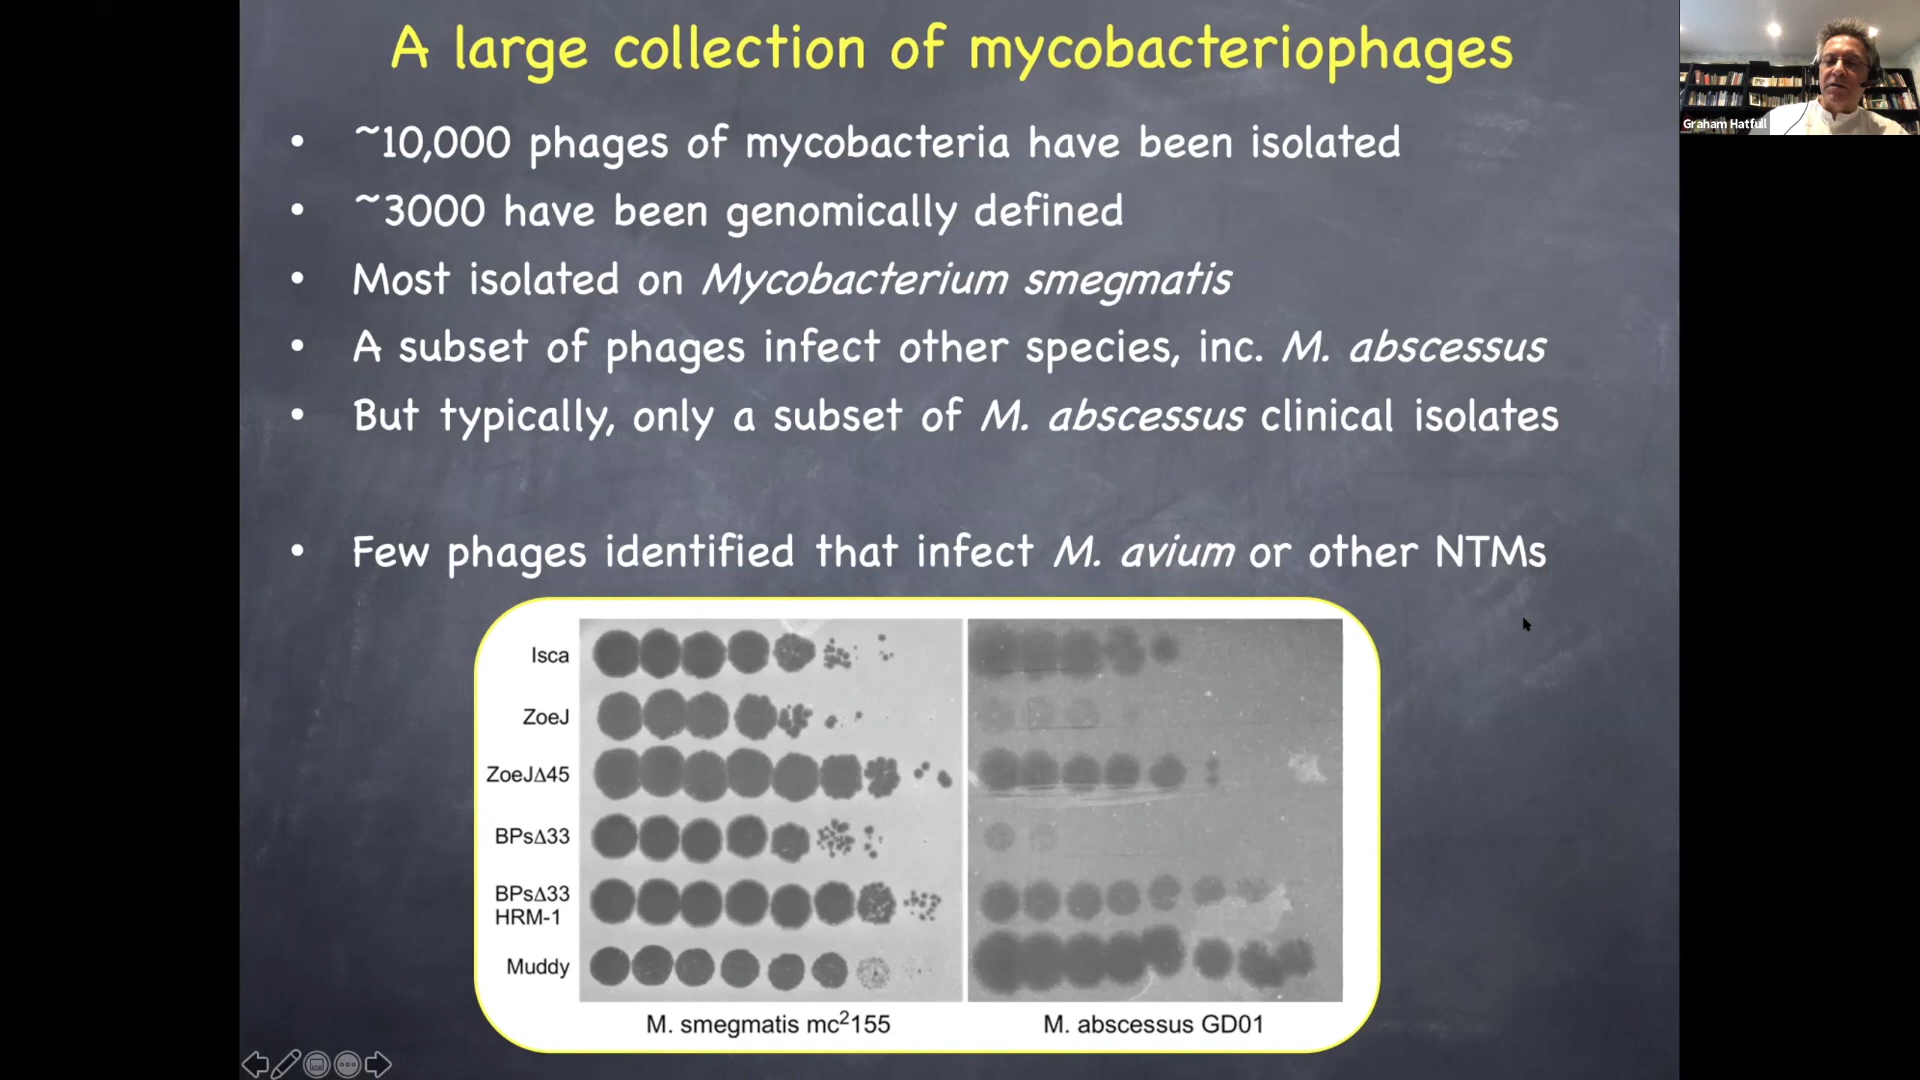 A large collection of mycobacteriophages
Graham Hatfull
• ~10,000 phages of mycobacteria have been isolated
• ~3000 have been genomically defined
• Most isolated on Mycobacterium smegmatis
• A subset of phages infect other species, inc. M. abscessus
• But typically, only a subset of M. abscessus clinical isolates
• Few phages identified that infect M. avium or other NTMs
Isca
ZoeJ
ZoeJΔ45
BPsΔ33
BPsΔ33
HRM-1
Muddy
M. smegmatis mc²155
M. abscessus GD01